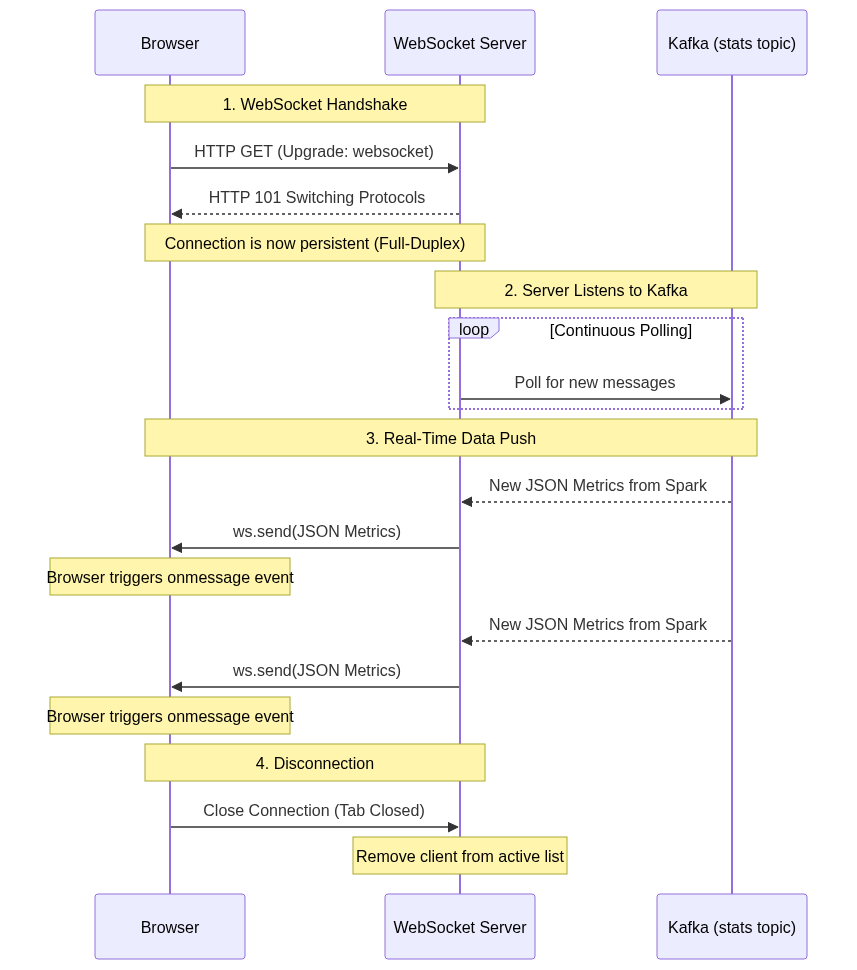 Browser
WebSocket Server
Kafka (stats topic)
1. WebSocket Handshake
HTTP GET (Upgrade: websocket)
HTTP 101 Switching Protocols
Connection is now persistent (Full-Duplex)
2. Server Listens to Kafka
loop
[Continuous Polling]
Poll for new messages
3. Real-Time Data Push
New JSON Metrics from Spark
ws.send(JSON Metrics)
Browser triggers onmessage event
New JSON Metrics from Spark
ws.send(JSON Metrics)
Browser triggers onmessage event
4. Disconnection
Close Connection (Tab Closed)
Remove client from active list
Browser
WebSocket Server
Kafka (stats topic)